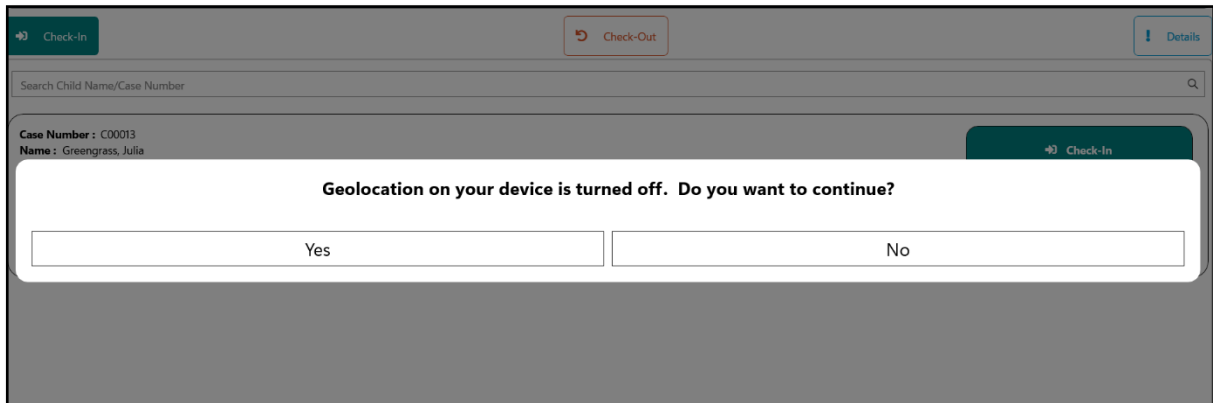 Check-In
Check-Out
Details
Search Child Name/Case Number
Case Number : C00013
Name : Greengrass, Julia
Check-In
Geolocation on your device is turned off. Do you want to continue?
Yes
No